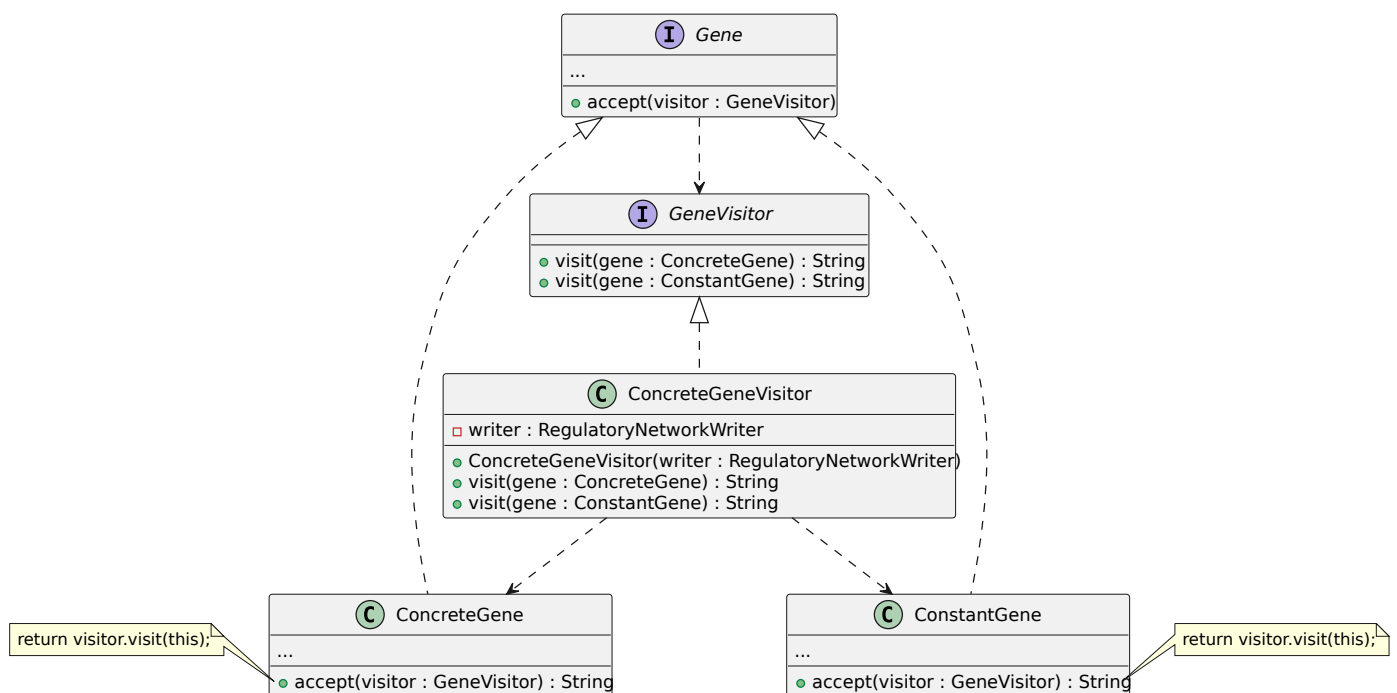 I Gene
...
accept(visitor : GeneVisitor)
I GeneVisitor
visit(gene : ConcreteGene) : String
visit(gene : ConstantGene) : String
C ConcreteGeneVisitor
writer : RegulatoryNetworkWriter
ConcreteGeneVisitor(writer : RegulatoryNetworkWriter)
visit(gene : ConcreteGene) : String
visit(gene : ConstantGene) : String
return visitor.visit(this);
C ConcreteGene
...
accept(visitor : GeneVisitor) : String
C ConstantGene
...
accept(visitor : GeneVisitor) : String
return visitor.visit(this);